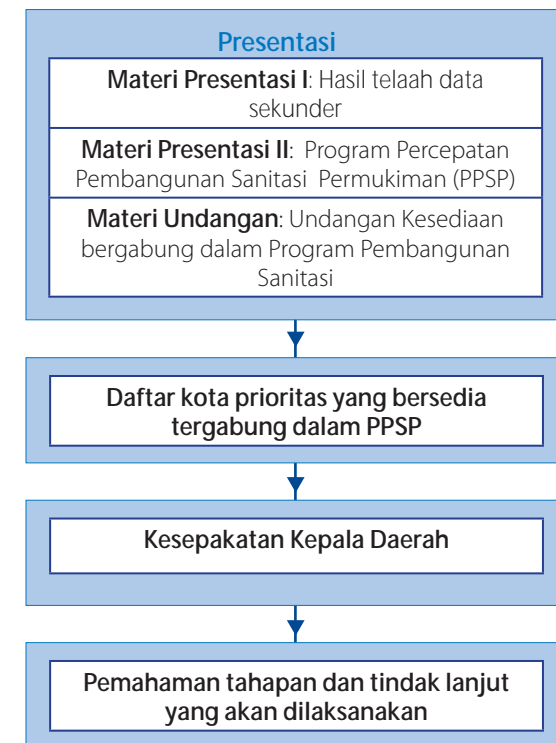 Presentasi
Materi Presentasi I: Hasil telaah data
sekunder
Materi Presentasi II: Program Percepatan
Pembangunan Sanitasi Permukiman (PPSP)
Materi Undangan: Undangan Kesediaan
bergabung dalam Program Pembangunan
Sanitasi
Daftar kota prioritas yang bersedia
tergabung dalam PPSP
Kesepakatan Kepala Daerah
Pemahaman tahapan dan tindak lanjut
yang akan dilaksanakan